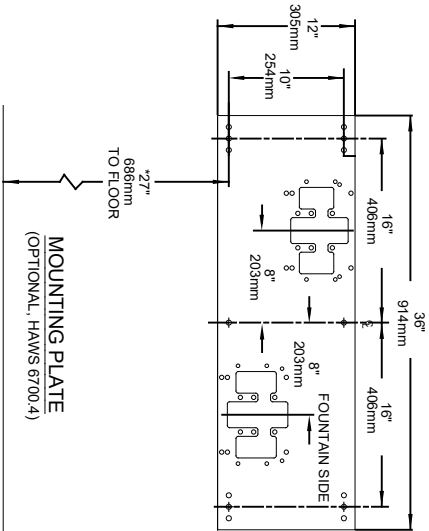 36"
914mm
16"
406mm
16"
406mm
℄
12"
305mm
10"
254mm
8"
203mm
8"
203mm
FOUNTAIN SIDE
*27"
686mm
TO FLOOR
MOUNTING PLATE
(OPTIONAL, HAWS 6700.4)